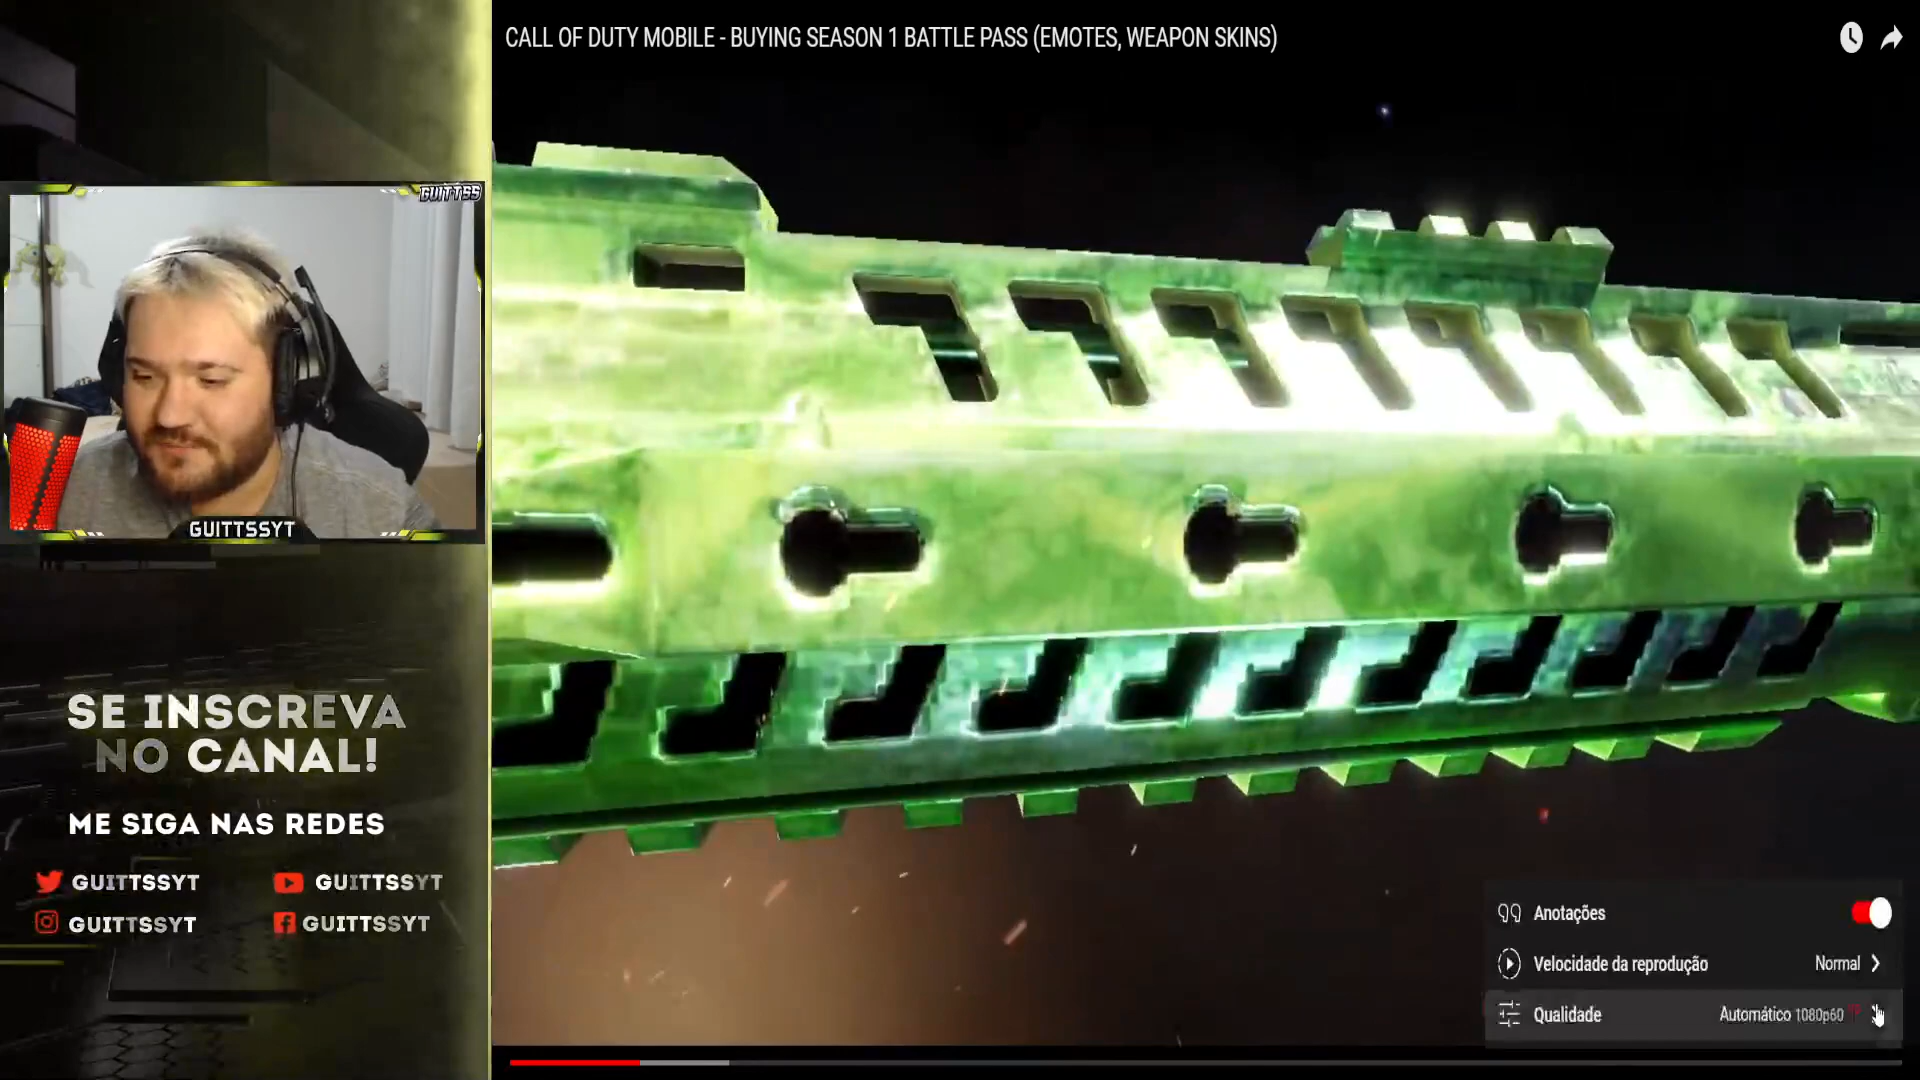 CALL OF DUTY MOBILE - BUYING SEASON 1 BATTLE PASS (EMOTES, WEAPON SKINS)
GUITTSS
GUITTSSYT
SE INSCREVA
NO CANAL!
ME SIGA NAS REDES
GUITTSSYT
GUITTSSYT
GUITTSSYT
GUITTSSYT
Anotações
Velocidade da reprodução Normal
Qualidade Automático 1080p60